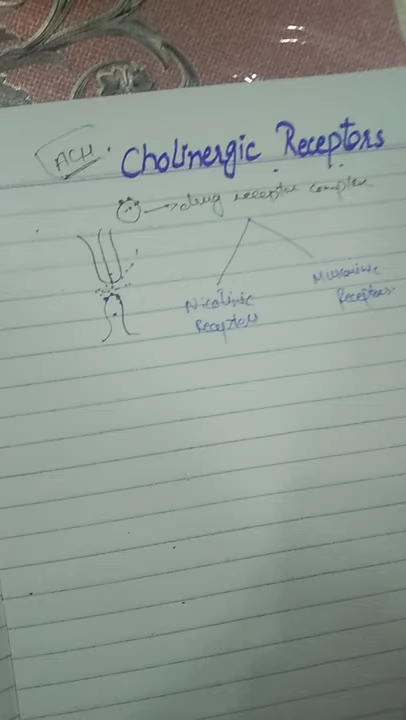 ACH.
Cholinergic Receptors
drug receptor complex
Nicotinic
Receptors
Muscarinic
Receptors